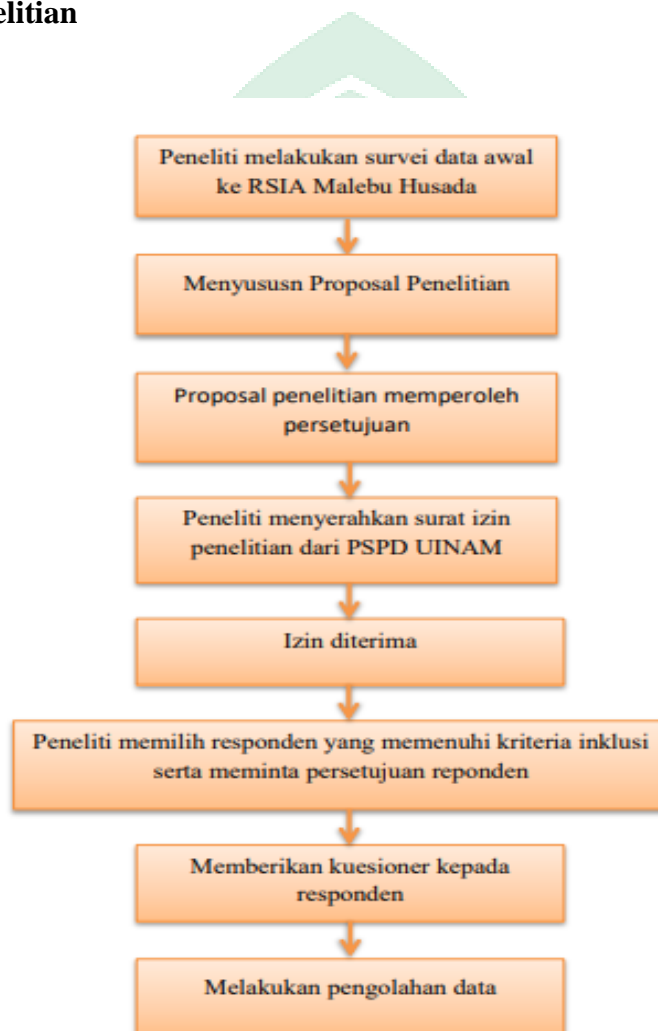 elitian
Peneliti melakukan survei data awal
ke RSIA Malebu Husada
Menyususn Proposal Penelitian
Proposal penelitian memperoleh
persetujuan
Peneliti menyerahkan surat izin
penelitian dari PSPD UINAM
Izin diterima
Peneliti memilih responden yang memenuhi kriteria inklusi
serta meminta persetujuan reponden
Memberikan kuesioner kepada
responden
Melakukan pengolahan data